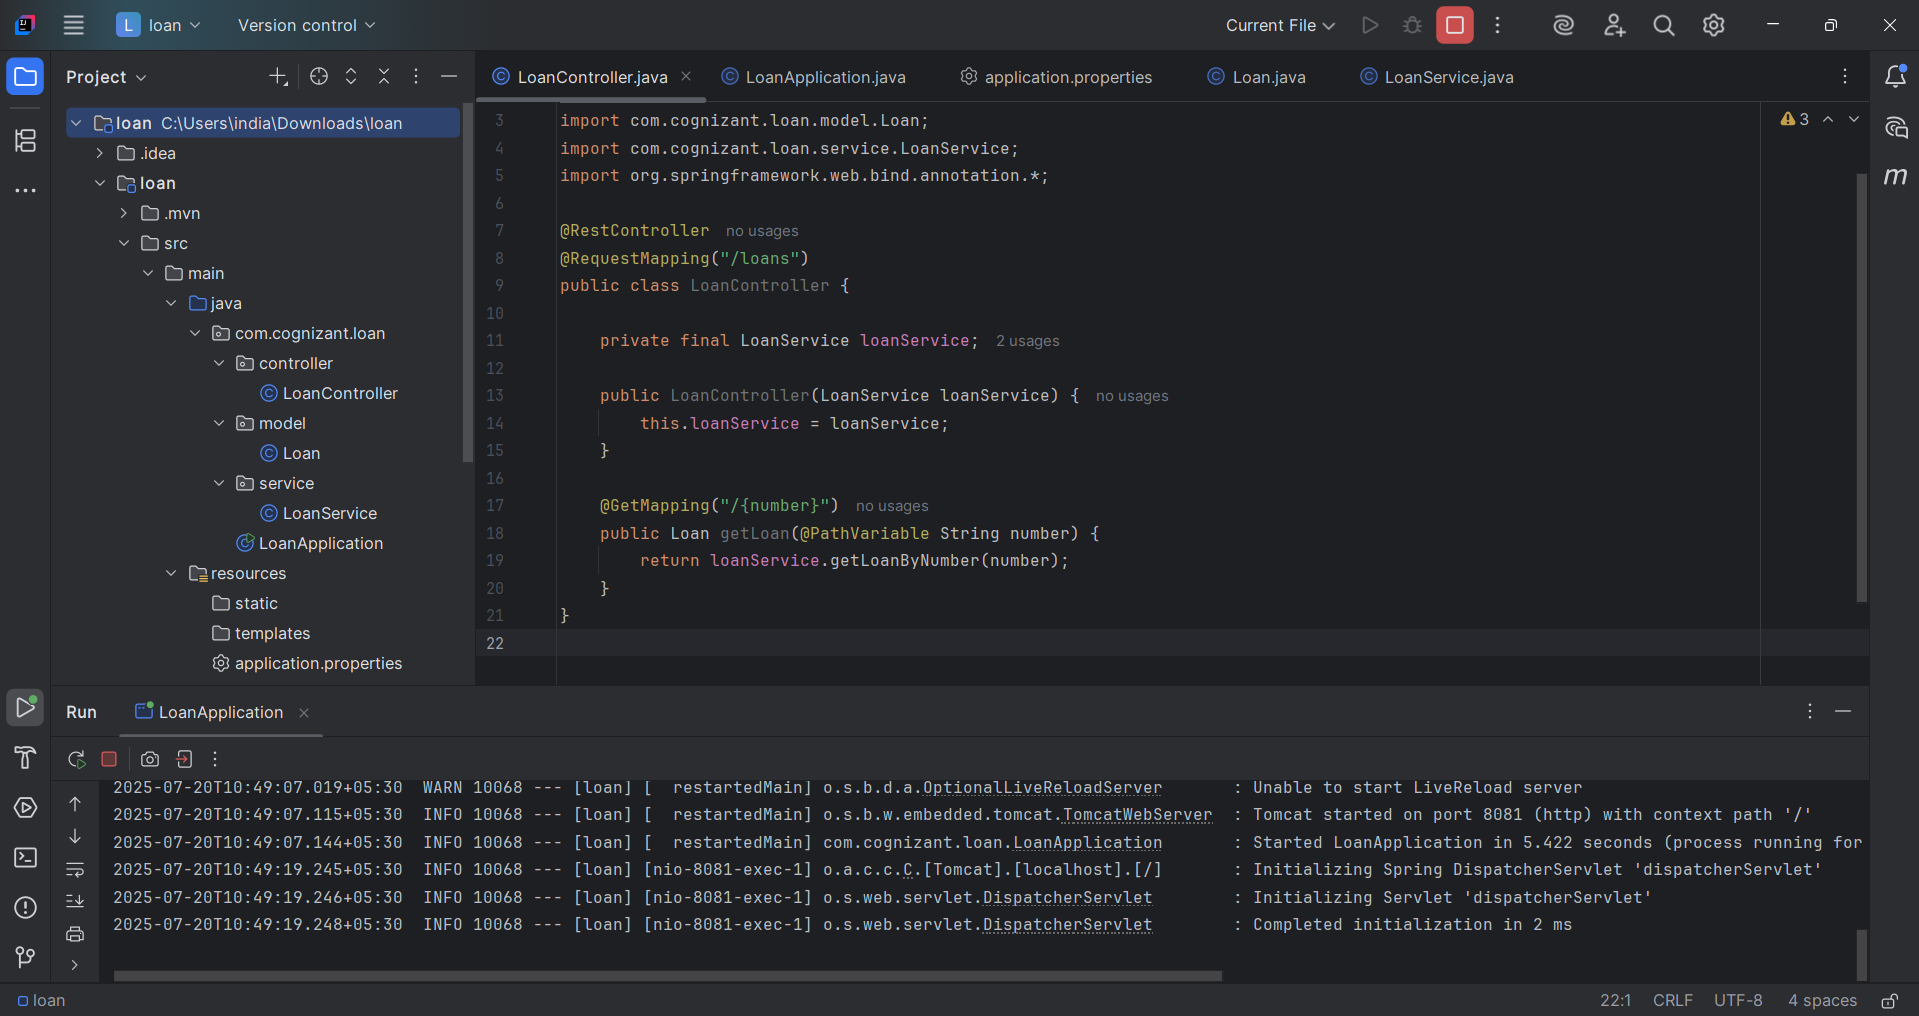 L loan Version control Current File
Project
loan C:\Users\india\Downloads\loan
.idea
loan
.mvn
src
main
java
com.cognizant.loan
controller
LoanController
model
Loan
service
LoanService
LoanApplication
resources
static
templates
application.properties
LoanController.java LoanApplication.java application.properties Loan.java LoanService.java
3 import com.cognizant.loan.model.Loan;
4 import com.cognizant.loan.service.LoanService;
5 import org.springframework.web.bind.annotation.*;
6
7 @RestController no usages
8 @RequestMapping("/loans")
9 public class LoanController {
10
11 private final LoanService loanService; 2 usages
12
13 public LoanController(LoanService loanService) { no usages
14 this.loanService = loanService;
15 }
16
17 @GetMapping("/{number}") no usages
18 public Loan getLoan(@PathVariable String number) {
19 return loanService.getLoanByNumber(number);
20 }
21 }
22
3
m
Run LoanApplication
2025-07-20T10:49:07.019+05:30 WARN 10068 --- [loan] [ restartedMain] o.s.b.d.a.OptionalLiveReloadServer : Unable to start LiveReload server
2025-07-20T10:49:07.115+05:30 INFO 10068 --- [loan] [ restartedMain] o.s.b.w.embedded.tomcat.TomcatWebServer : Tomcat started on port 8081 (http) with context path '/'
2025-07-20T10:49:07.144+05:30 INFO 10068 --- [loan] [ restartedMain] com.cognizant.loan.LoanApplication : Started LoanApplication in 5.422 seconds (process running for
2025-07-20T10:49:19.245+05:30 INFO 10068 --- [loan] [nio-8081-exec-1] o.a.c.c.C.[Tomcat].[localhost].[/] : Initializing Spring DispatcherServlet 'dispatcherServlet'
2025-07-20T10:49:19.246+05:30 INFO 10068 --- [loan] [nio-8081-exec-1] o.s.web.servlet.DispatcherServlet : Initializing Servlet 'dispatcherServlet'
2025-07-20T10:49:19.248+05:30 INFO 10068 --- [loan] [nio-8081-exec-1] o.s.web.servlet.DispatcherServlet : Completed initialization in 2 ms
loan 22:1 CRLF UTF-8 4 spaces